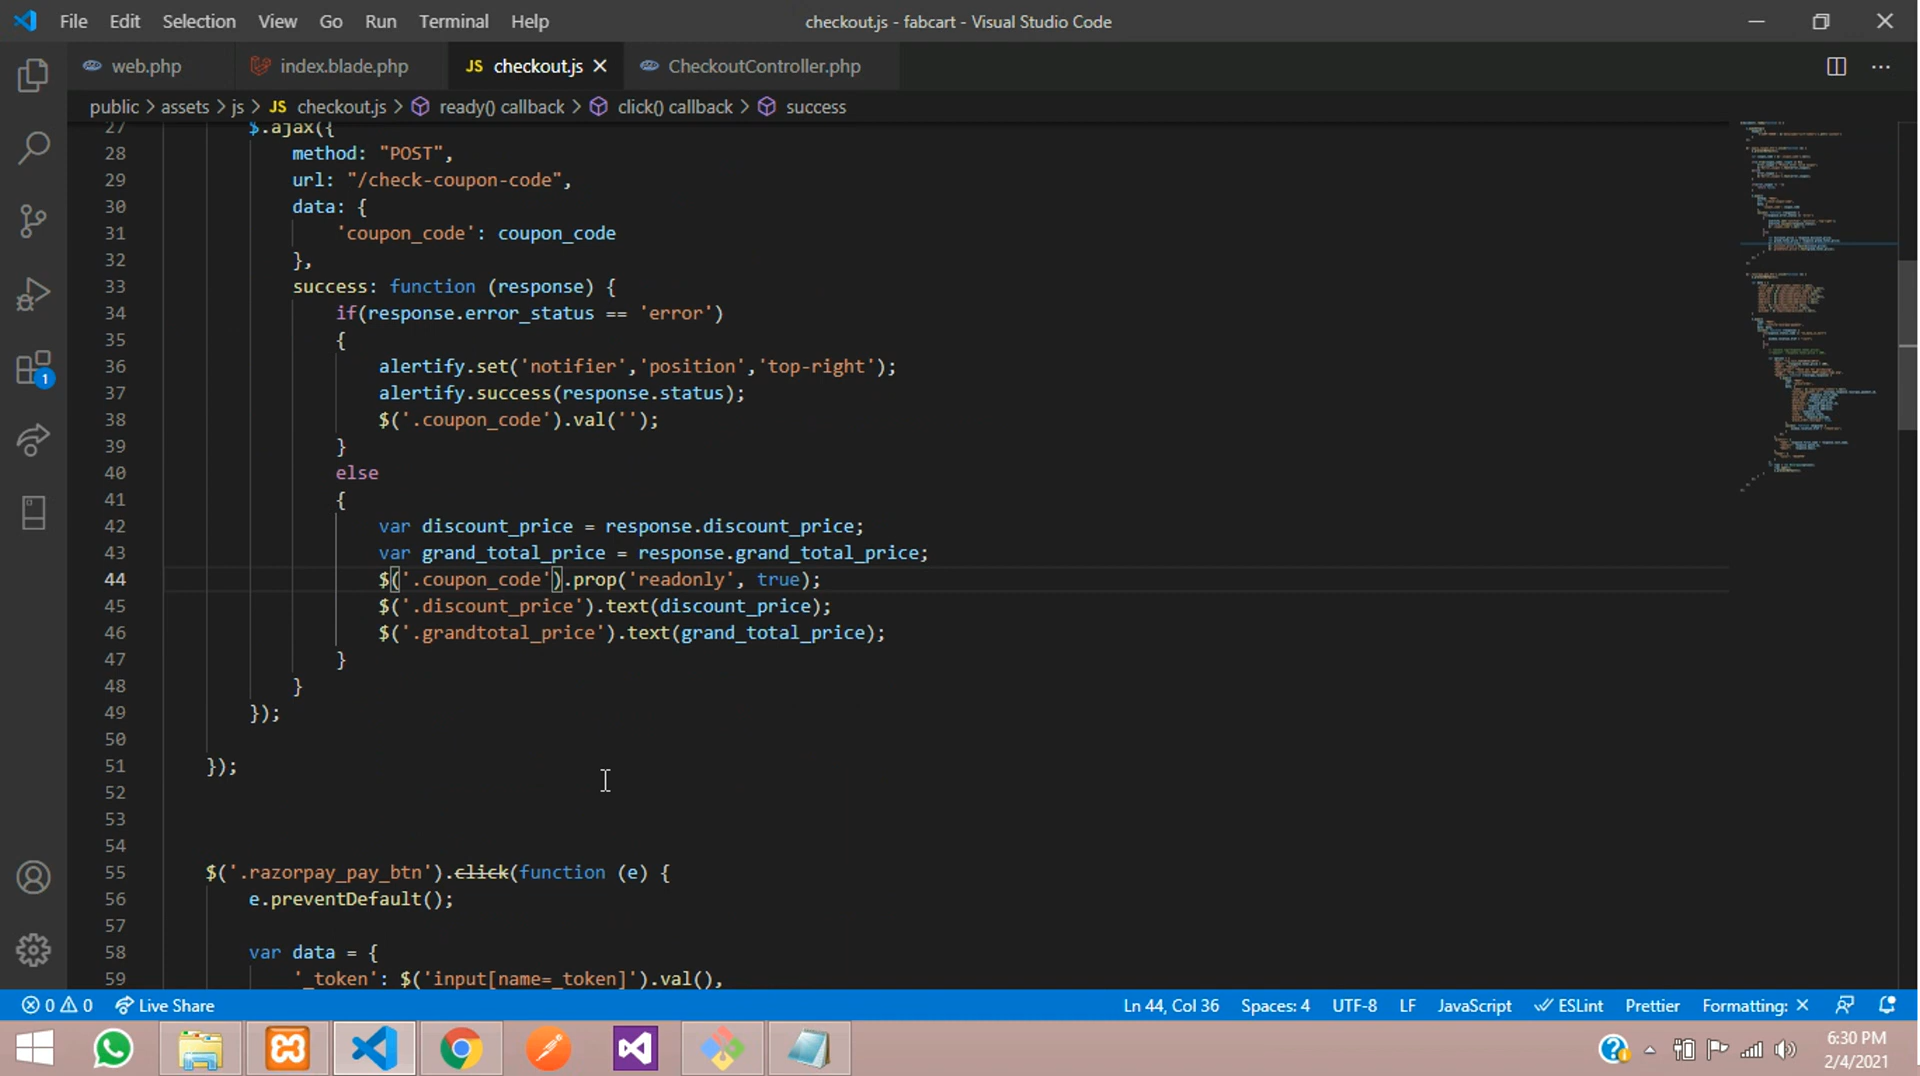 File Edit Selection View Go Run Terminal Help
checkout.js - fabcart - Visual Studio Code
web.php index.blade.php JS checkout.js CheckoutController.php
public > assets > js > JS checkout.js > ready() callback > click() callback > success
27 $.ajax({
28 method: "POST",
29 url: "/check-coupon-code",
30 data: {
31 'coupon_code': coupon_code
32 },
33 success: function (response) {
34 if(response.error_status == 'error')
35 {
36 alertify.set('notifier','position','top-right');
37 alertify.success(response.status);
38 $('.coupon_code').val('');
39 }
40 else
41 {
42 var discount_price = response.discount_price;
43 var grand_total_price = response.grand_total_price;
44 $('.coupon_code').prop('readonly', true);
45 $('.discount_price').text(discount_price);
46 $('.grandtotal_price').text(grand_total_price);
47 }
48 }
49 });
50
51 });
52
53
54
55 $('.razorpay_pay_btn').click(function (e) {
56 e.preventDefault();
57
58 var data = {
59 '_token': $('input[name=_token]').val(),
1
0 0 Live Share Ln 44, Col 36 Spaces: 4 UTF-8 LF JavaScript ESLint Prettier Formatting: ×
6:30 PM
2/4/2021